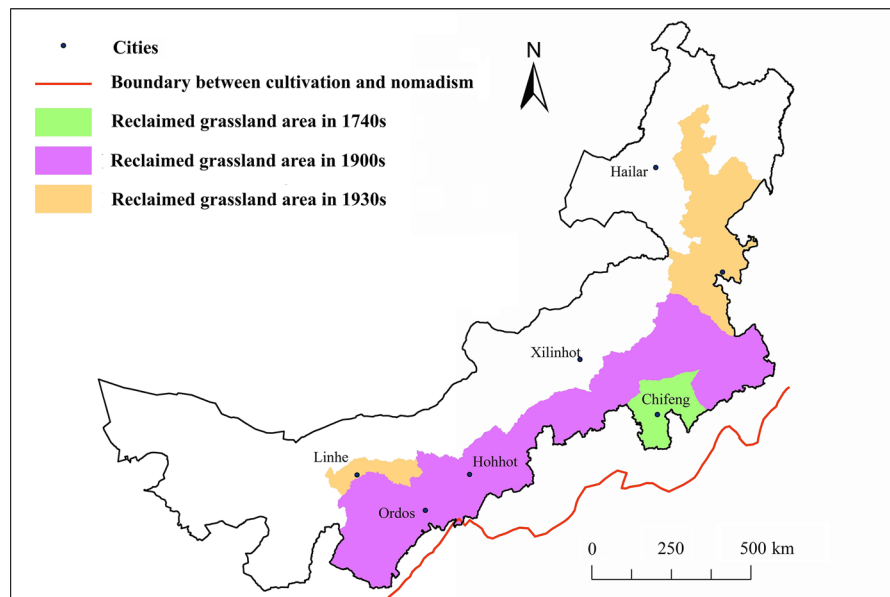 Cities
Boundary between cultivation and nomadism
Reclaimed grassland area in 1740s
Reclaimed grassland area in 1900s
Reclaimed grassland area in 1930s
N
Hailar
Xilinhot
Chifeng
Linhe
Hohhot
Ordos
0 250 500 km